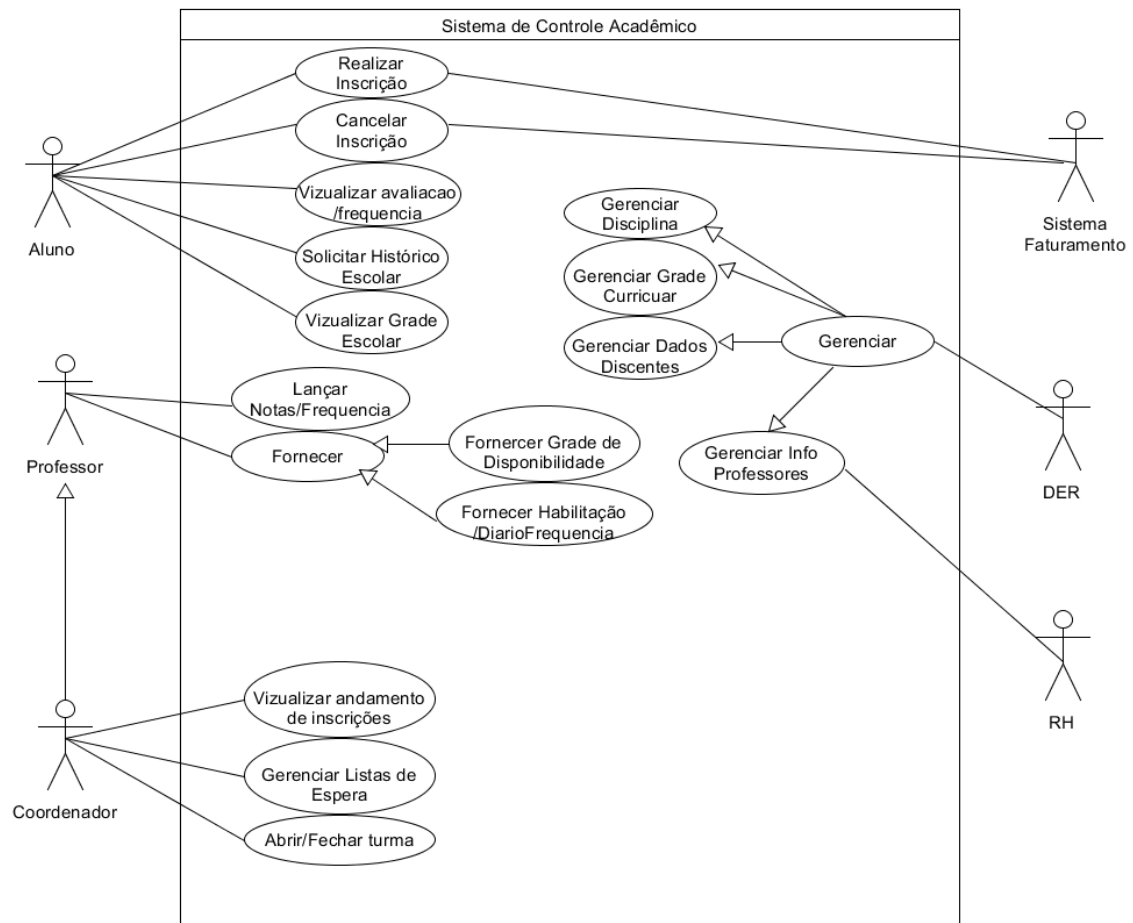 Sistema de Controle Acadêmico
Realizar
Inscrição
Cancelar
Inscrição
Vizualizar avaliacao
/frequencia
Solicitar Histórico
Escolar
Vizualizar Grade
Escolar
Aluno
Gerenciar
Disciplina
Gerenciar Grade
Curricuar
Gerenciar Dados
Discentes
Gerenciar
Gerenciar Info
Professores
Sistema
Faturamento
Lançar
Notas/Frequencia
Fornecer
Fornercer Grade de
Disponibilidade
Fornecer Habilitação
/DiarioFrequencia
Professor
DER
RH
Vizualizar andamento
de inscrições
Gerenciar Listas de
Espera
Abrir/Fechar turma
Coordenador